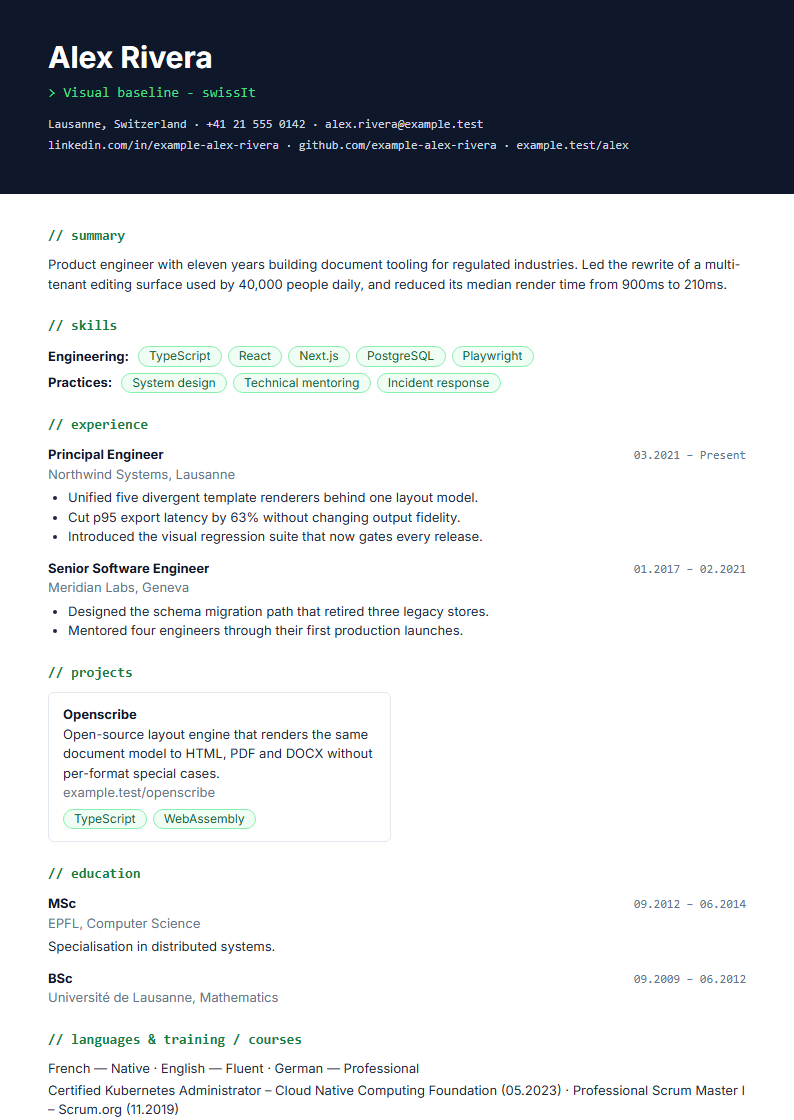 Alex Rivera
> Visual baseline - swissIt
Lausanne, Switzerland · +41 21 555 0142 · alex.rivera@example.test
linkedin.com/in/example-alex-rivera · github.com/example-alex-rivera · example.test/alex
// summary
Product engineer with eleven years building document tooling for regulated industries. Led the rewrite of a multi-
tenant editing surface used by 40,000 people daily, and reduced its median render time from 900ms to 210ms.
// skills
Engineering: TypeScript React Next.js PostgreSQL Playwright
Practices: System design Technical mentoring Incident response
// experience
Principal Engineer 03.2021 – Present
Northwind Systems, Lausanne
• Unified five divergent template renderers behind one layout model.
• Cut p95 export latency by 63% without changing output fidelity.
• Introduced the visual regression suite that now gates every release.
Senior Software Engineer 01.2017 – 02.2021
Meridian Labs, Geneva
• Designed the schema migration path that retired three legacy stores.
• Mentored four engineers through their first production launches.
// projects
Openscribe
Open-source layout engine that renders the same
document model to HTML, PDF and DOCX without
per-format special cases.
example.test/openscribe
TypeScript WebAssembly
// education
MSc 09.2012 – 06.2014
EPFL, Computer Science
Specialisation in distributed systems.
BSc 09.2009 – 06.2012
Université de Lausanne, Mathematics
// languages & training / courses
French — Native · English — Fluent · German — Professional
Certified Kubernetes Administrator – Cloud Native Computing Foundation (05.2023) · Professional Scrum Master I
– Scrum.org (11.2019)